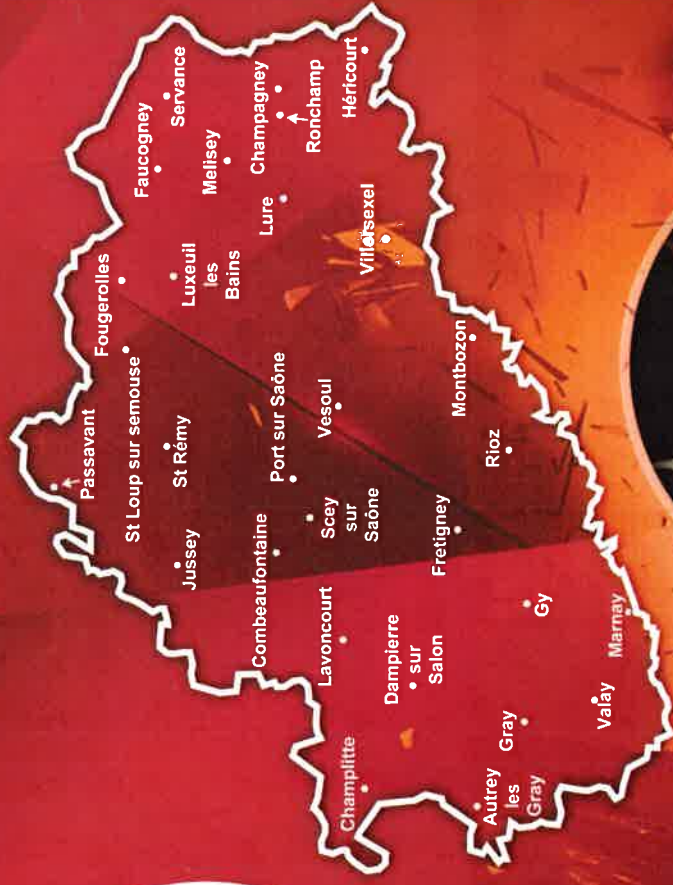 Passavant
Fougerolles
St Loup sur semouse
Faucogney
Servance
St Rémy
Jussey
Luxeuil
les
Bains
Melisey
Combeaufontaine
Champagney
Lure
Port sur Saône
Ronchamp
Lavoncourt
Vesoul
Scey
sur
Saône
Champlitte
Héricourt
Villersexel
Dampierre
sur
Salon
Fretigney
Montbozon
Autrey
les
Gray
Rioz
Gray
Gy
Valay
Marnay